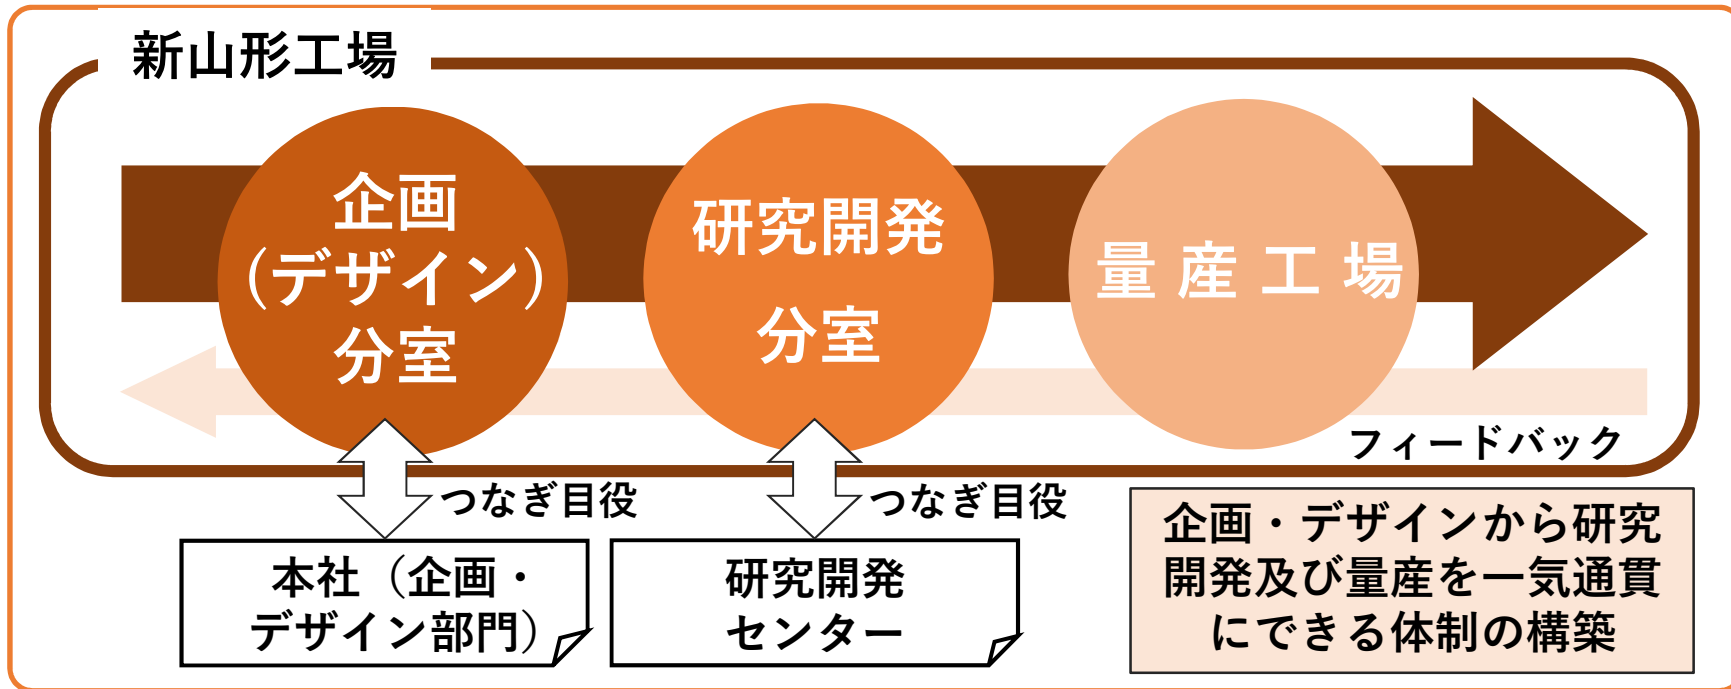 新山形工場
企画
（デザイン）
分室
研究開発
分室
量産工場
フィードバック
つなぎ目役
つなぎ目役
本社（企画・
デザイン部門）
研究開発
センター
企画・デザインから研究
開発及び量産を一気通貫
にできる体制の構築